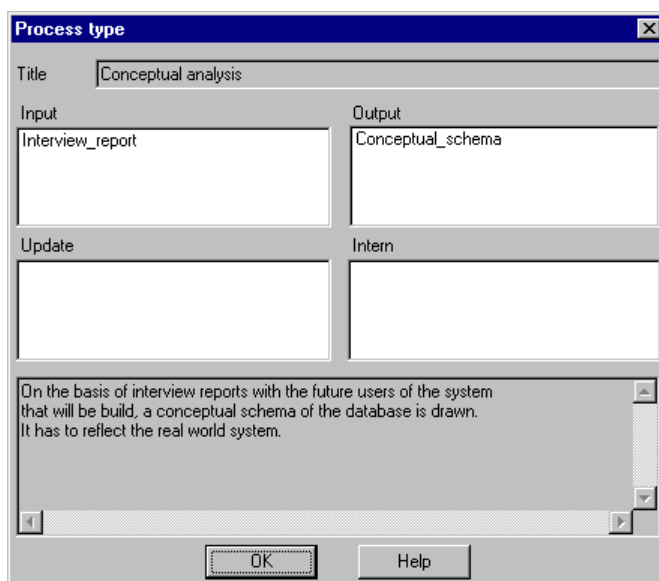 Process type
Title Conceptual analysis
Input Output
Interview_report Conceptual_schema
Update Intern
On the basis of interview reports with the future users of the system
that will be build, a conceptual schema of the database is drawn.
It has to reflect the real world system.
OK Help